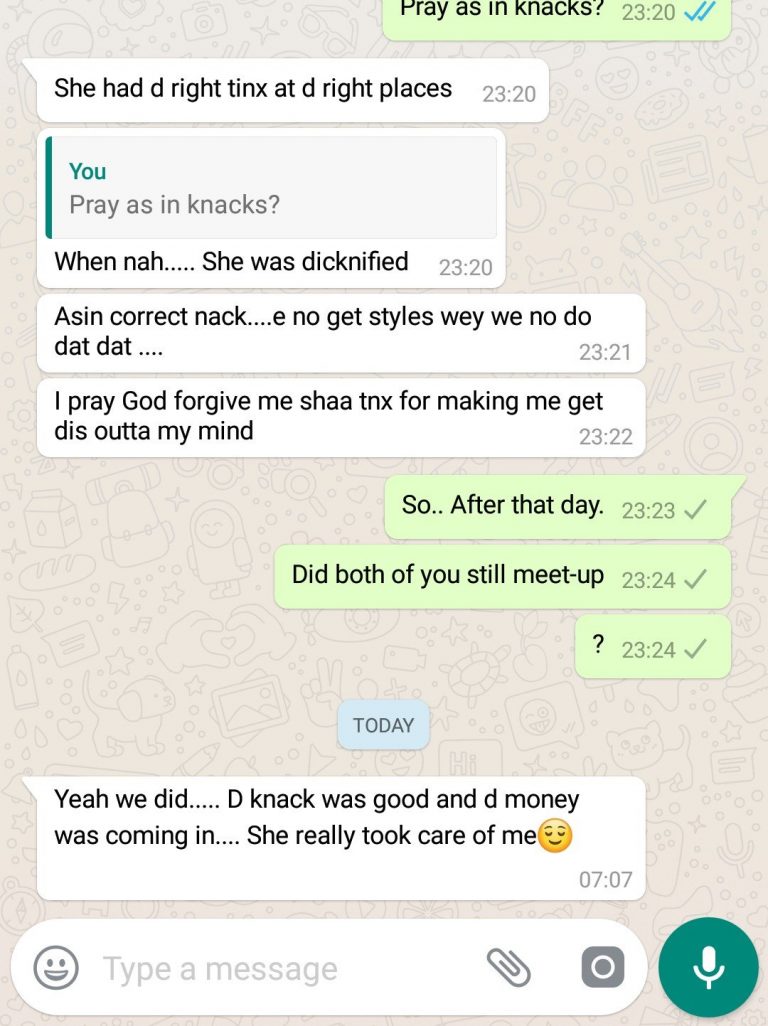 Pray as in knacks? 23:20
She had d right tinx at d right places 23:20
You
Pray as in knacks?
When nah..... She was dicknified 23:20
Asin correct nack....e no get styles wey we no do
dat dat .... 23:21
I pray God forgive me shaa tnx for making me get
dis outta my mind 23:22
So.. After that day. 23:23
Did both of you still meet-up 23:24
? 23:24
TODAY
Yeah we did..... D knack was good and d money
was coming in.... She really took care of me😌
07:07
Type a message